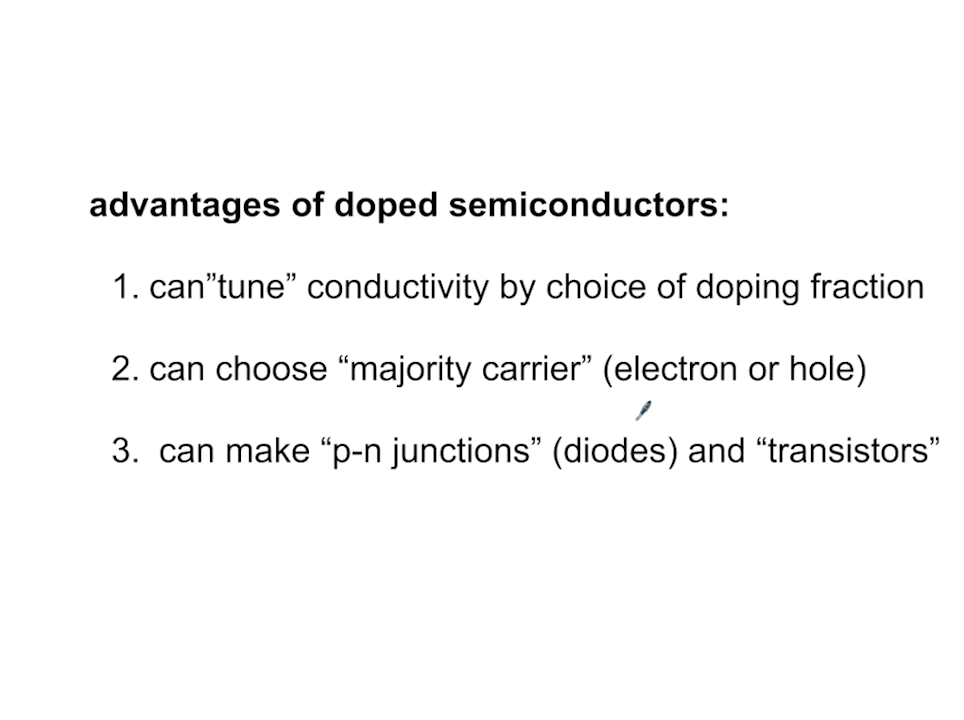 advantages of doped semiconductors:
1. can”tune” conductivity by choice of doping fraction
2. can choose “majority carrier” (electron or hole)
3.  can make “p-n junctions” (diodes) and “transistors”